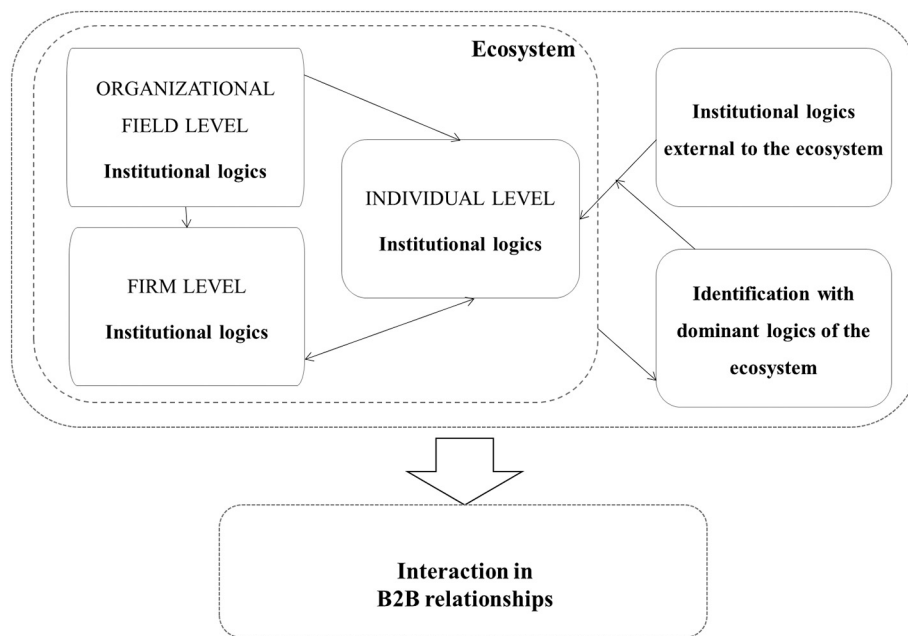 Ecosystem
ORGANIZATIONAL
FIELD LEVEL
Institutional logics
INDIVIDUAL LEVEL
Institutional logics
FIRM LEVEL
Institutional logics
Institutional logics
external to the ecosystem
Identification with
dominant logics of the
ecosystem
Interaction in
B2B relationships